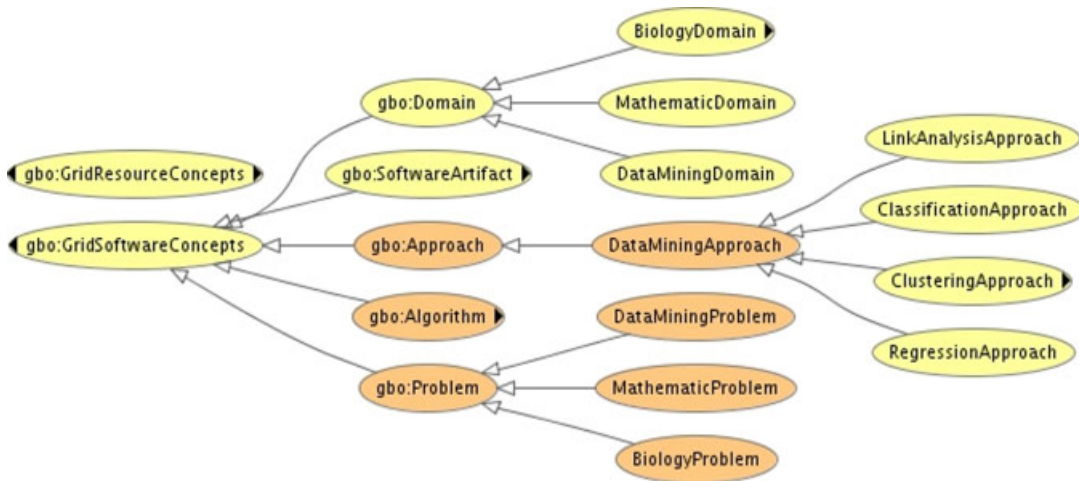 BiologyDomain
gbo:Domain
MathematicDomain
LinkAnalysisApproach
gbo:GridResourceConcepts
gbo:SoftwareArtifact
DataMiningDomain
ClassificationApproach
gbo:GridSoftwareConcepts
gbo:Approach
DataMiningApproach
ClusteringApproach
gbo:Algorithm
DataMiningProblem
RegressionApproach
gbo:Problem
MathematicProblem
BiologyProblem